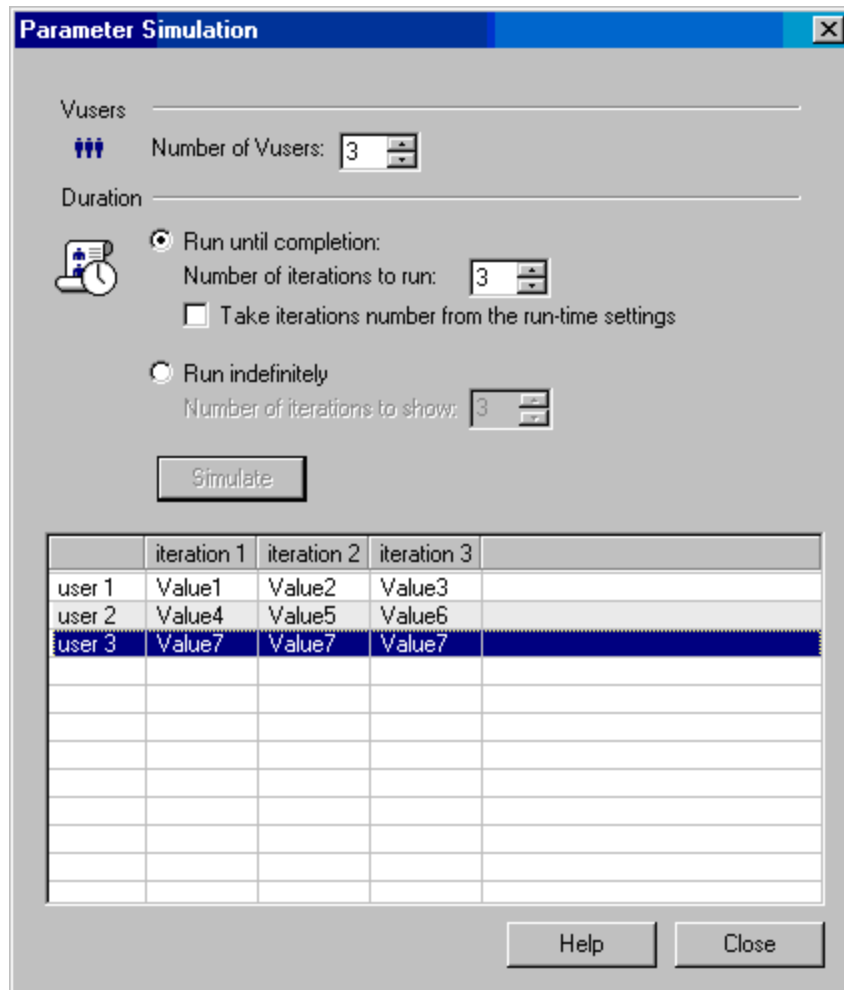 Parameter Simulation
Vusers
Number of Vusers: 3
Duration
Run until completion:
Number of iterations to run: 3
Take iterations number from the run-time settings
Run indefinitely
Number of iterations to show: 3
Simulate
iteration 1 iteration 2 iteration 3
user 1 Value1 Value2 Value3
user 2 Value4 Value5 Value6
user 3 Value7 Value7 Value7
Help Close